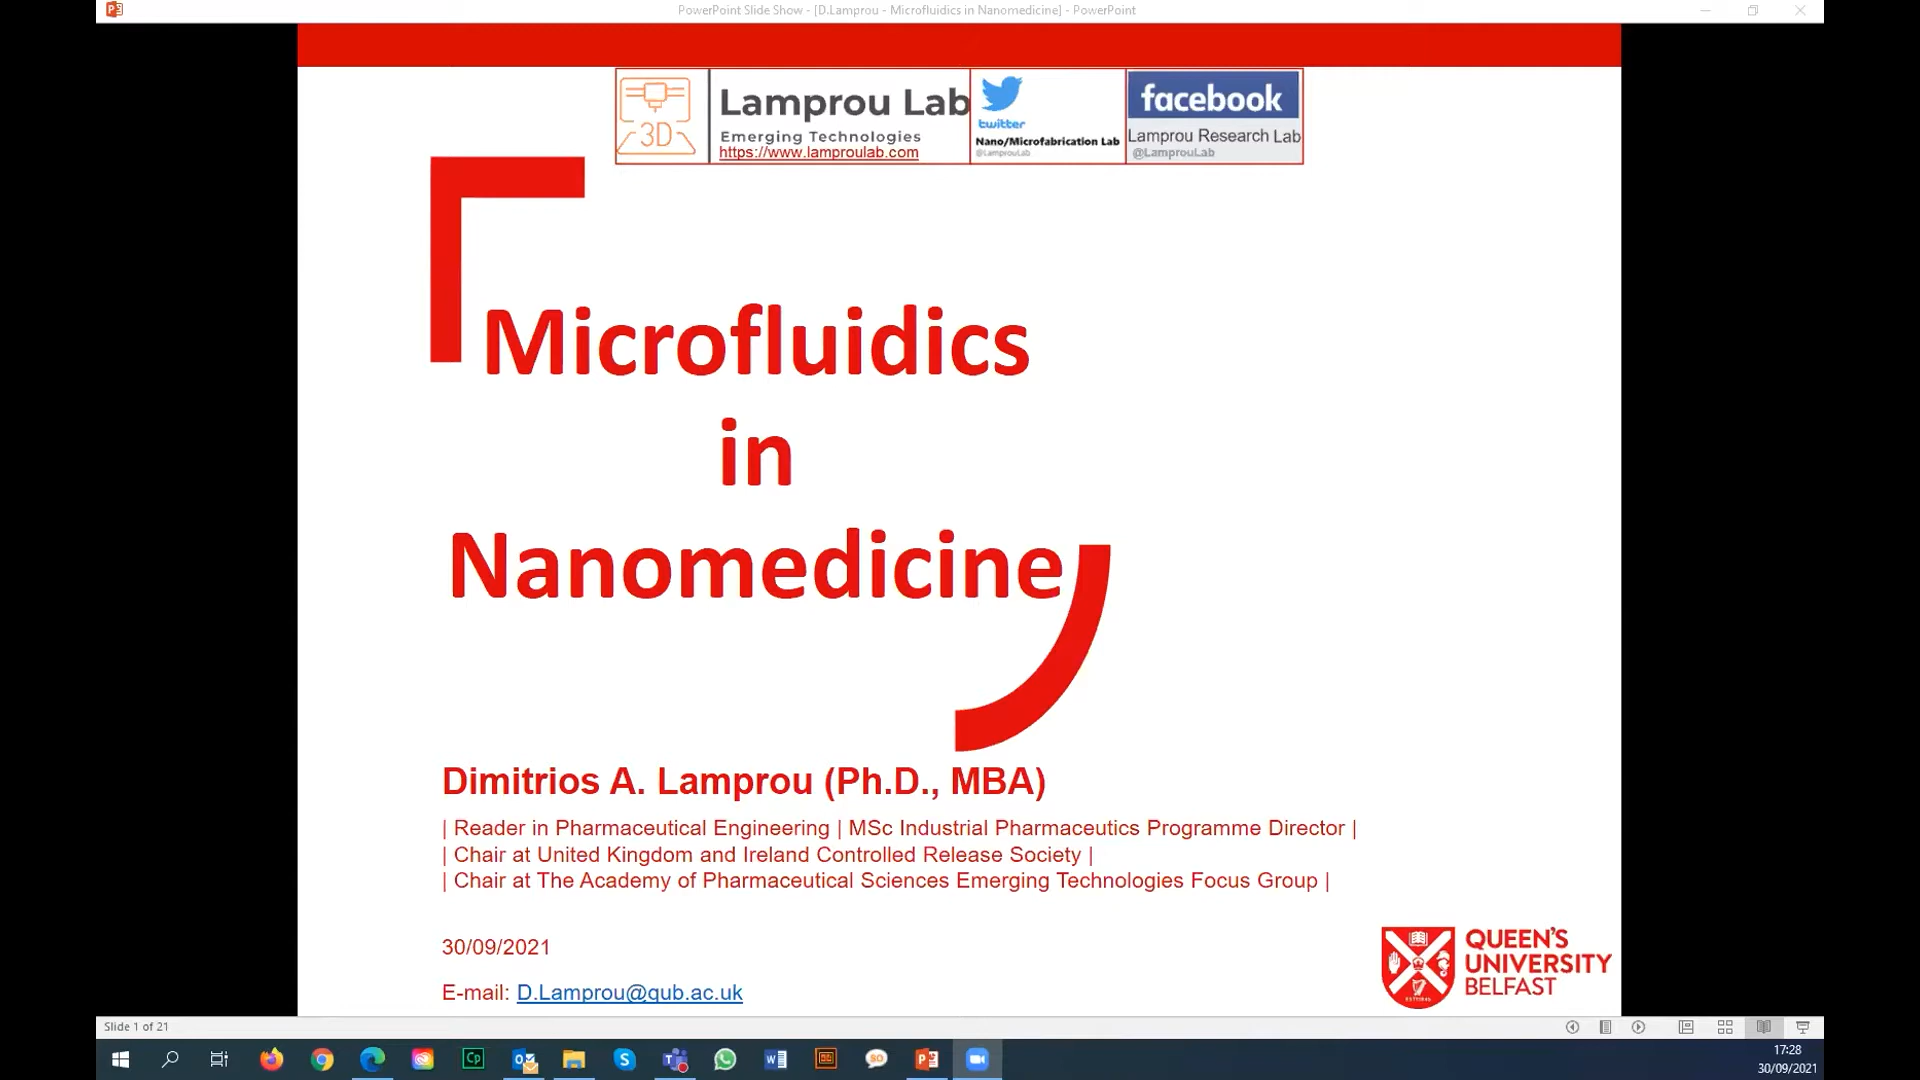 PowerPoint Slide Show - [D.Lamprou - Microfluidics in Nanomedicine] - PowerPoint
3D
Lamprou Lab
Emerging Technologies
https://www.lamproulab.com
twitter
Nano/Microfabrication Lab
@LamprouLab
facebook
Lamprou Research Lab
@LamprouLab
Microfluidics
in
Nanomedicine
Dimitrios A. Lamprou (Ph.D., MBA)
| Reader in Pharmaceutical Engineering | MSc Industrial Pharmaceutics Programme Director |
| Chair at United Kingdom and Ireland Controlled Release Society |
| Chair at The Academy of Pharmaceutical Sciences Emerging Technologies Focus Group |
30/09/2021
E-mail: D.Lamprou@qub.ac.uk
QUEEN'S
UNIVERSITY
BELFAST
Slide 1 of 21
17:28
30/09/2021